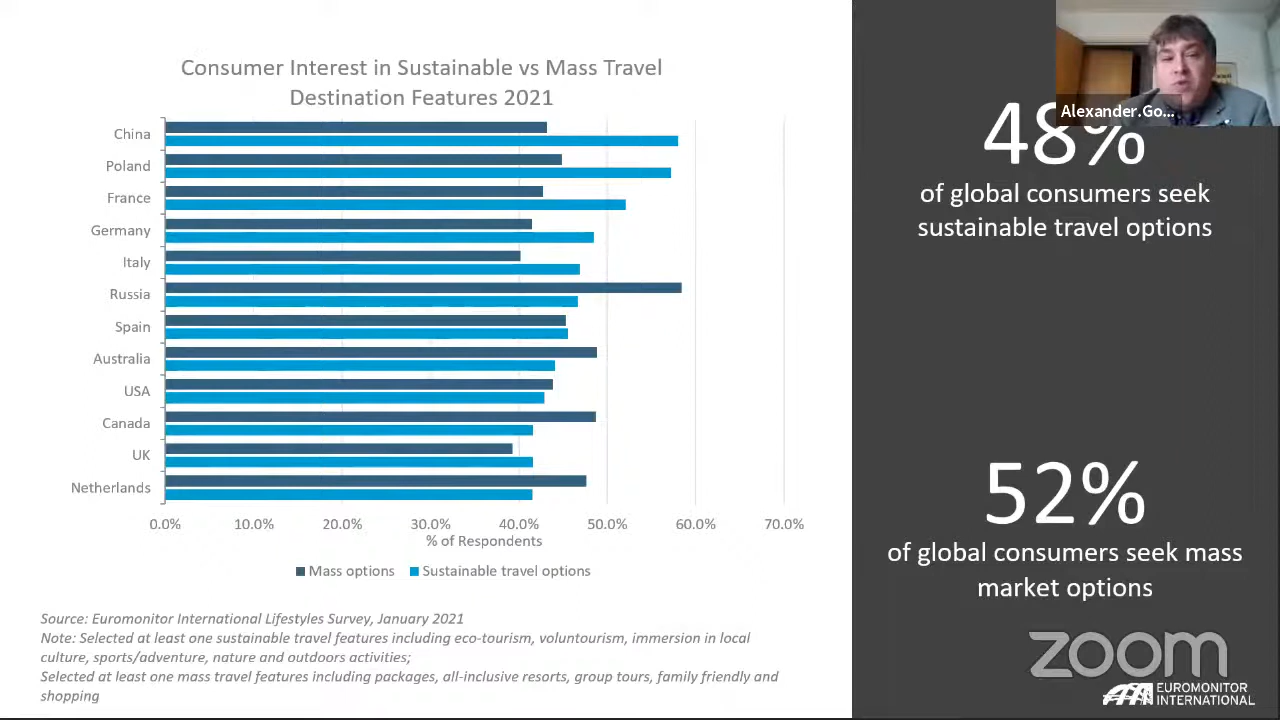 Consumer Interest in Sustainable vs Mass Travel
Destination Features 2021
China
Poland
France
Germany
Italy
Russia
Spain
Australia
USA
Canada
UK
Netherlands
0.0% 10.0% 20.0% 30.0% 40.0% 50.0% 60.0% 70.0%
% of Respondents
Mass options Sustainable travel options
Source: Euromonitor International Lifestyles Survey, January 2021
Note: Selected at least one sustainable travel features including eco-tourism, voluntourism, immersion in local
culture, sports/adventure, nature and outdoors activities;
Selected at least one mass travel features including packages, all-inclusive resorts, group tours, family friendly and
shopping
Alexander.Go...
48%
of global consumers seek
sustainable travel options
52%
of global consumers seek mass
market options
zoom
EUROMONITOR
INTERNATIONAL